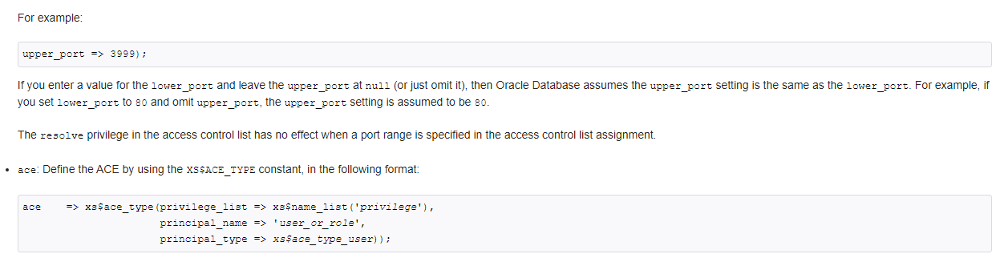 For example:
upper_port => 3999);
If you enter a value for the lower_port and leave the upper_port at null (or just omit it), then Oracle Database assumes the upper_port setting is the same as the lower_port. For example, if
you set lower_port to 80 and omit upper_port, the upper_port setting is assumed to be 80.
The resolve privilege in the access control list has no effect when a port range is specified in the access control list assignment.
• ace: Define the ACE by using the XS$ACE_TYPE constant, in the following format:
ace    => xs$ace_type(privilege_list => xs$name_list('privilege'),
                      principal_name => 'user_or_role',
                      principal_type => xs$ace_type_user));